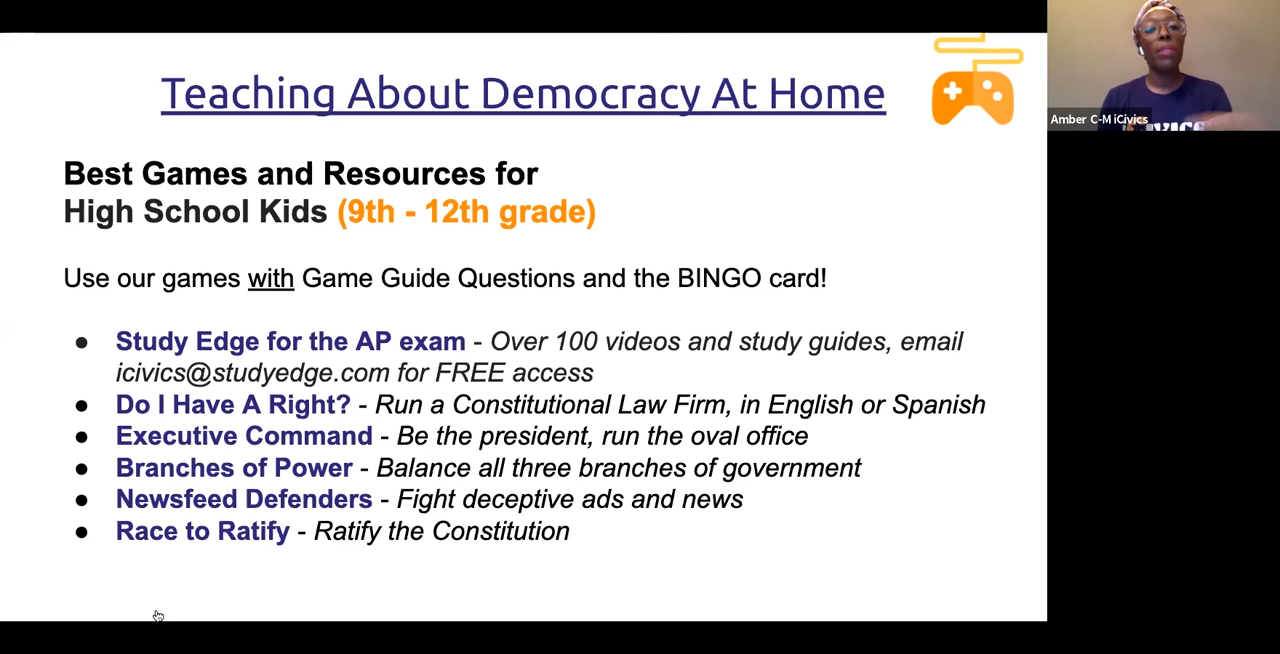 Teaching About Democracy At Home
Best Games and Resources for
High School Kids (9th - 12th grade)
Use our games with Game Guide Questions and the BINGO card!
● Study Edge for the AP exam - Over 100 videos and study guides, email
icivics@studyedge.com for FREE access
● Do I Have A Right? - Run a Constitutional Law Firm, in English or Spanish
● Executive Command - Be the president, run the oval office
● Branches of Power - Balance all three branches of government
● Newsfeed Defenders - Fight deceptive ads and news
● Race to Ratify - Ratify the Constitution
Amber C-M iCivics